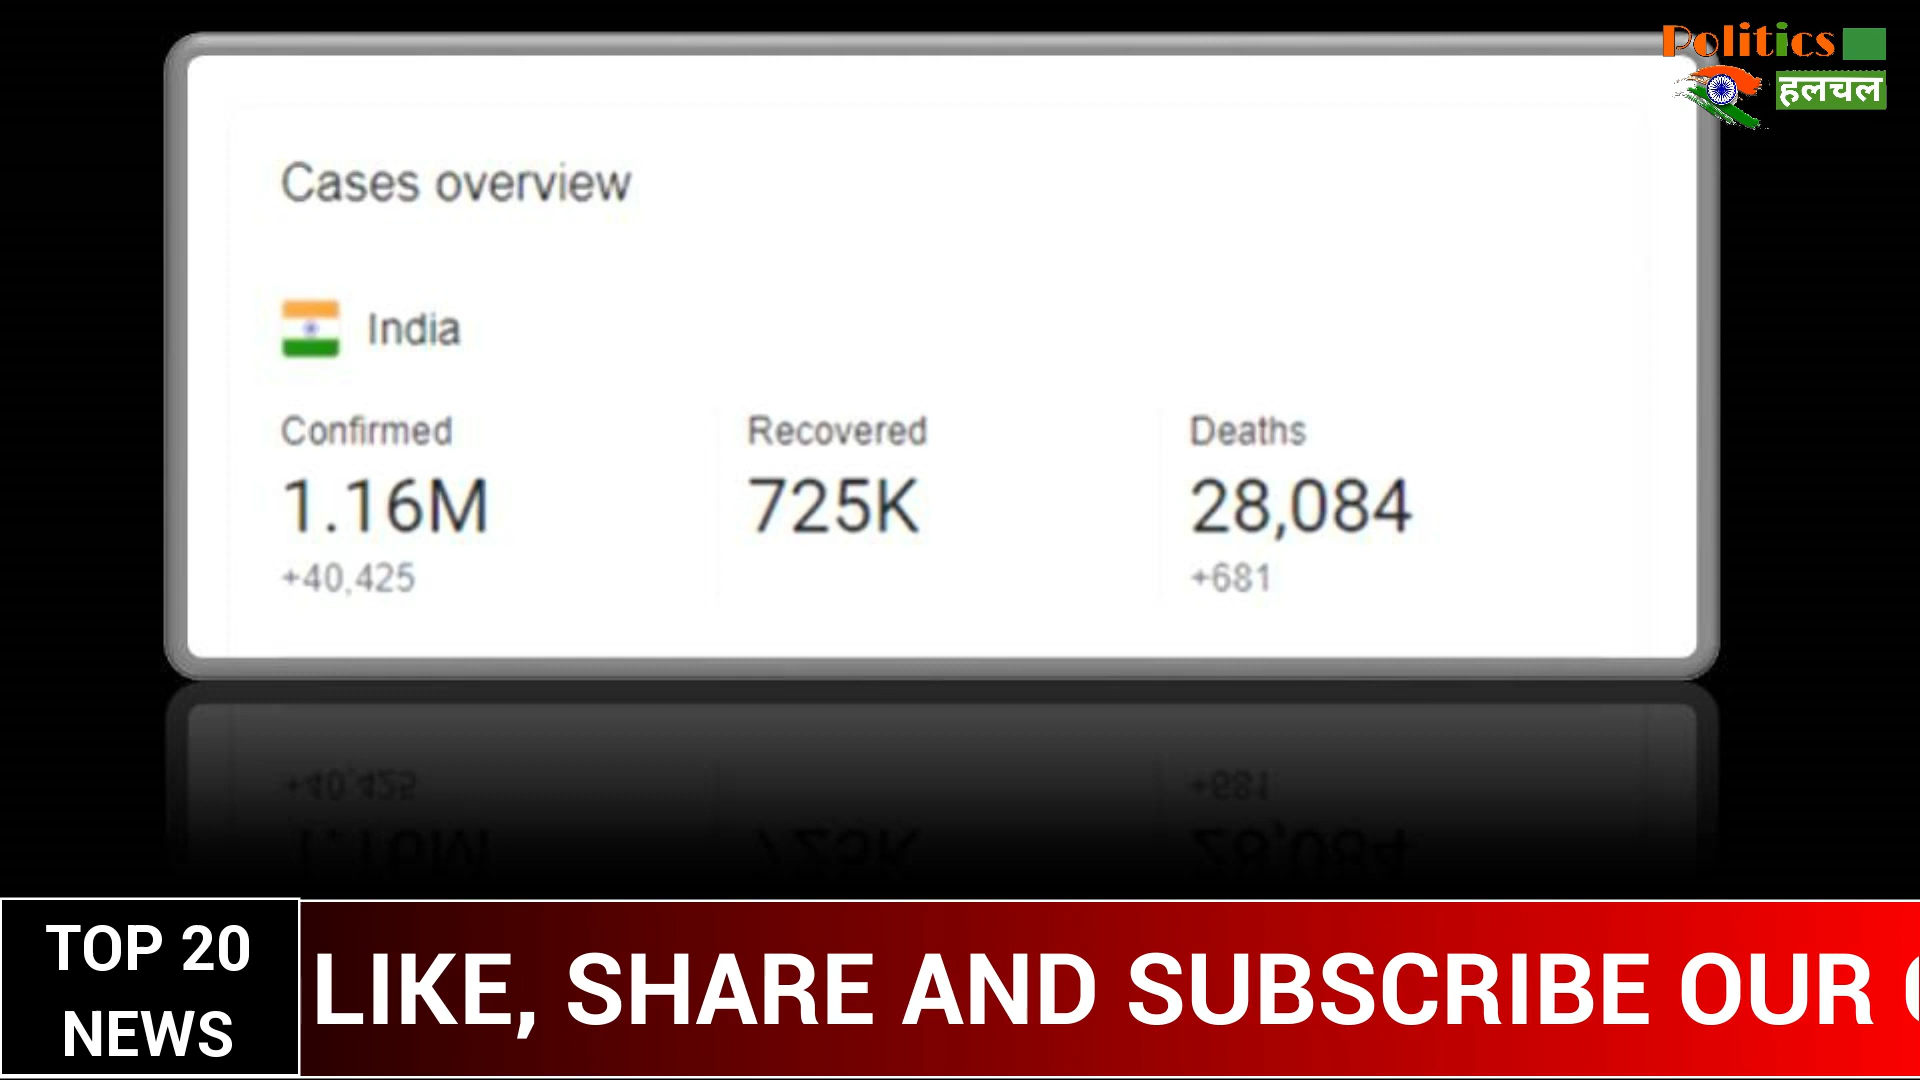 Politics
हलचल
Cases overview
India
Confirmed Recovered Deaths
1.16M 725K 28,084
+40,425 +681
TOP 20
NEWS
LIKE, SHARE AND SUBSCRIBE OUR